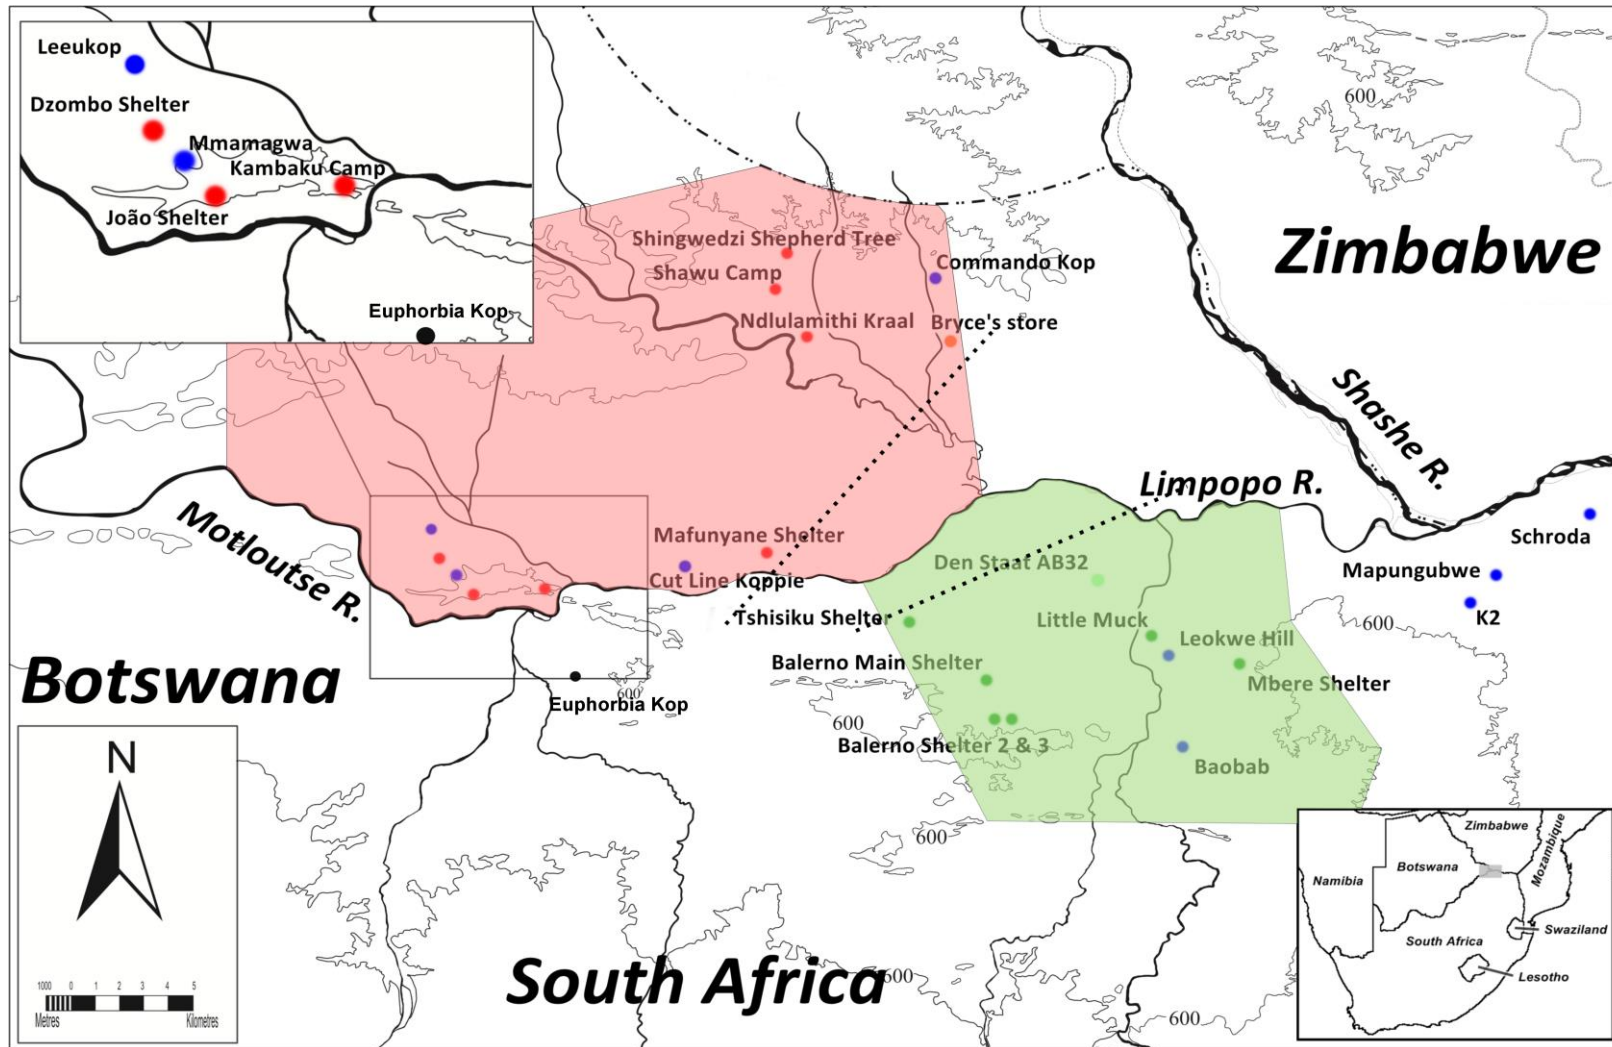 Leeukop
Dzombo Shelter
Mmamagwa
Kambaku Camp
João Shelter
Euphorbia Kop
600
Zimbabwe
Shingwedzi Shepherd Tree
Shawu Camp
Commando Kop
Ndlulamithi Kraal
Bryce's store
Shashe R.
Limpopo R.
Motloutse R.
Mafunyane Shelter
Cut Line Koppie
Den Staat AB32
Schroda
Mapungubwe
K2
600
Tshisiku Shelter
Little Muck
Leokwe Hill
Balerno Main Shelter
Mbere Shelter
Botswana
600
Euphorbia Kop
600
Balerno Shelter 2 & 3
Baobab
N
600
1000 0 1 2 3 4 5
Metres Kilometres
South Africa
600
600
Zimbabwe
Mozambique
Botswana
Namibia
South Africa
Swaziland
Lesotho